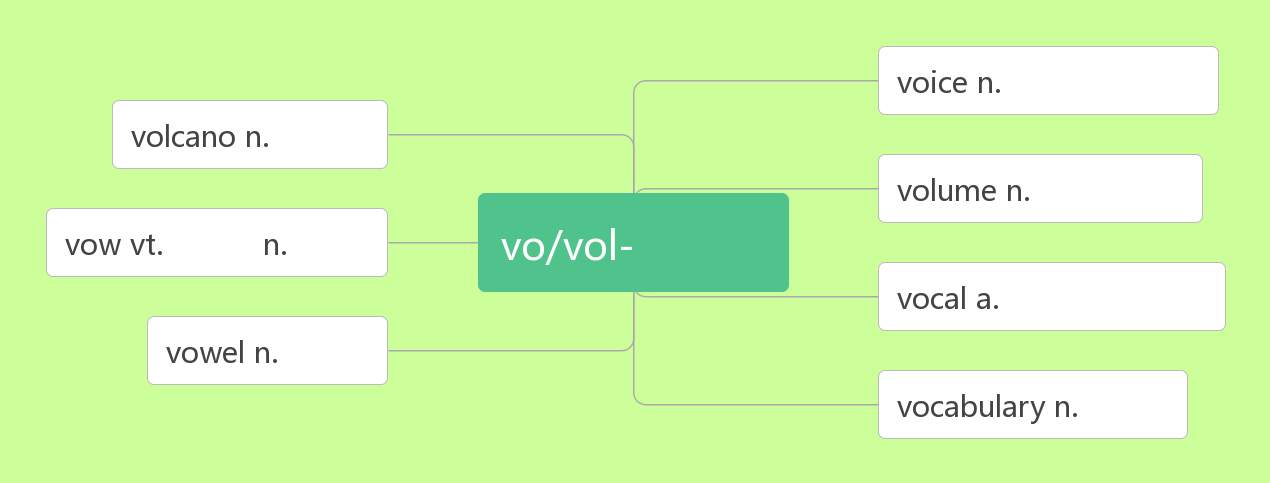 vo/vol-
voice n.
volume n.
vocal a.
vocabulary n.
volcano n.
vow vt. n.
vowel n.